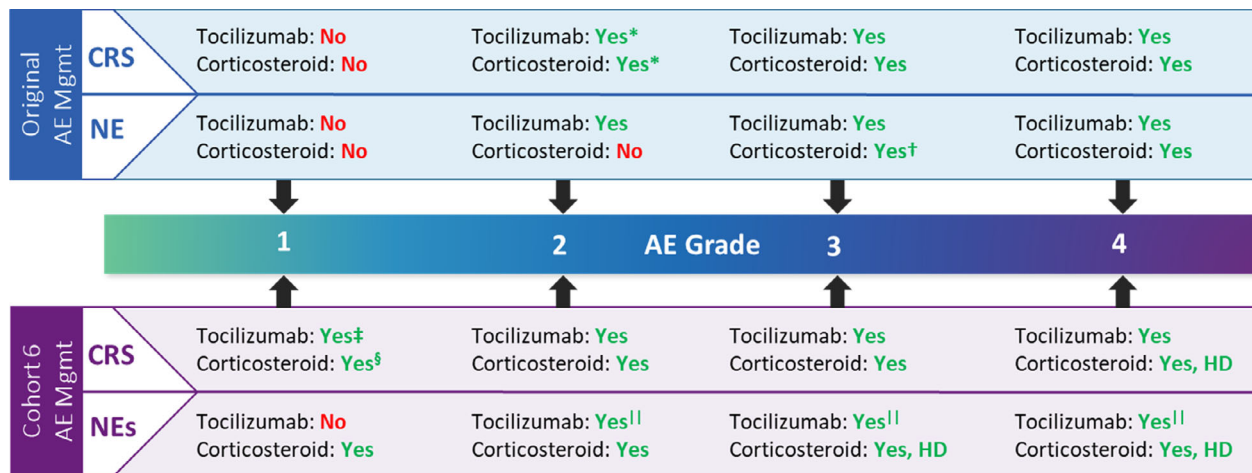 Original
AE Mgmt
CRS
Tocilizumab: No
Corticosteroid: No
Tocilizumab: Yes*
Corticosteroid: Yes*
Tocilizumab: Yes
Corticosteroid: Yes
Tocilizumab: Yes
Corticosteroid: Yes
NE
Tocilizumab: No
Corticosteroid: No
Tocilizumab: Yes
Corticosteroid: No
Tocilizumab: Yes
Corticosteroid: Yes†
Tocilizumab: Yes
Corticosteroid: Yes
1 2 AE Grade 3 4
Cohort 6
AE Mgmt
CRS
Tocilizumab: Yes‡
Corticosteroid: Yes§
Tocilizumab: Yes
Corticosteroid: Yes
Tocilizumab: Yes
Corticosteroid: Yes
Tocilizumab: Yes
Corticosteroid: Yes, HD
NEs
Tocilizumab: No
Corticosteroid: Yes
Tocilizumab: Yes||
Corticosteroid: Yes
Tocilizumab: Yes||
Corticosteroid: Yes, HD
Tocilizumab: Yes||
Corticosteroid: Yes, HD